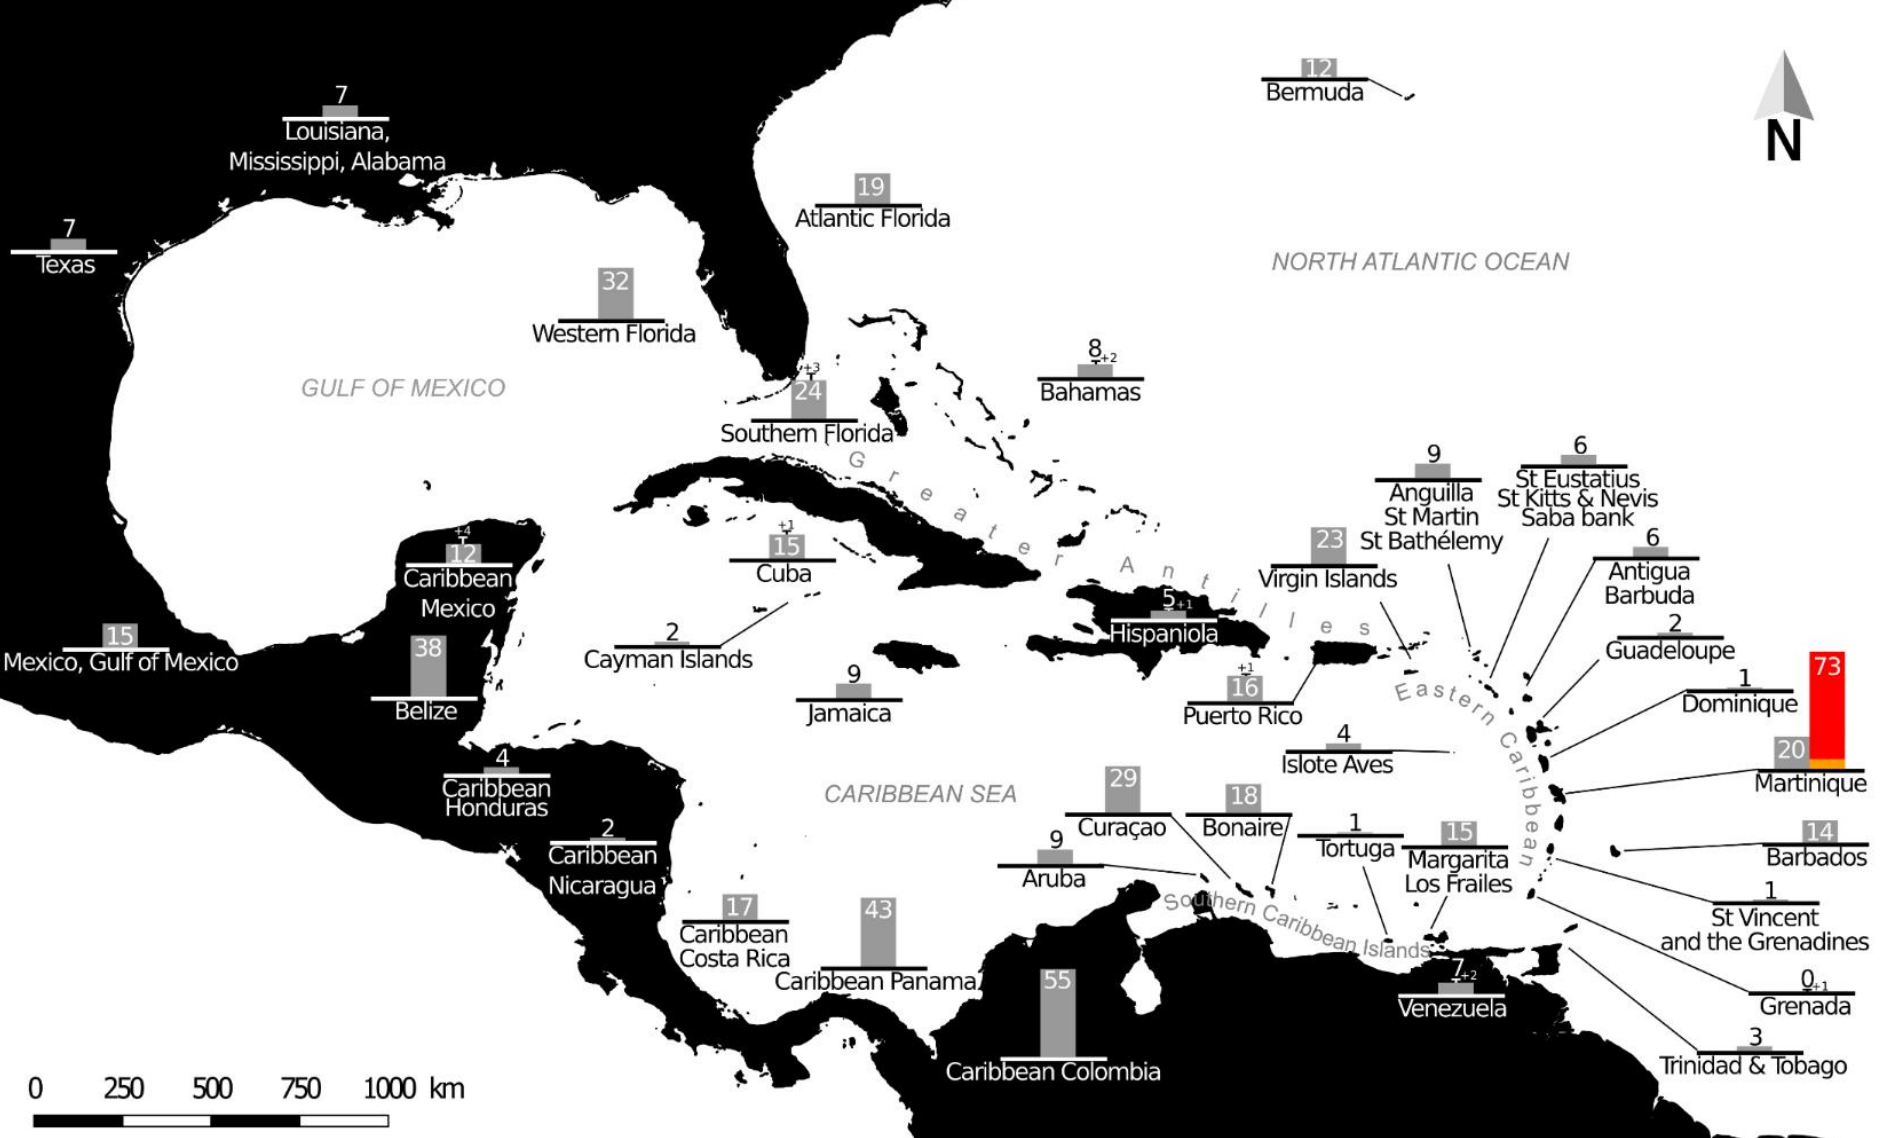 12
Bermuda
N
7
Louisiana,
Mississippi, Alabama
19
Atlantic Florida
7
Texas
NORTH ATLANTIC OCEAN
32
Western Florida
GULF OF MEXICO
8 +2
Bahamas
+3
24
Southern Florida
Greater Antilles
9
Anguilla
St Martin
St Bathélemy
6
St Eustatius
St Kitts & Nevis
Saba bank
+4
12
Caribbean
Mexico
+1
15
Cuba
23
Virgin Islands
6
Antigua
Barbuda
5 +1
Hispaniola
15
Mexico, Gulf of Mexico
38
Belize
2
Cayman Islands
2
Guadeloupe
9
Jamaica
+1
16
Puerto Rico
Eastern Caribbean
1
Dominique
73
20
Martinique
4
Islote Aves
4
Caribbean
Honduras
CARIBBEAN SEA
29
Curaçao
18
Bonaire
1
Tortuga
15
Margarita
Los Frailes
14
Barbados
2
Caribbean
Nicaragua
9
Aruba
Southern Caribbean Islands
1
St Vincent
and the Grenadines
17
Caribbean
Costa Rica
43
Caribbean Panama
55
Caribbean Colombia
7 +2
Venezuela
0 +1
Grenada
3
Trinidad & Tobago
0 250 500 750 1000 km